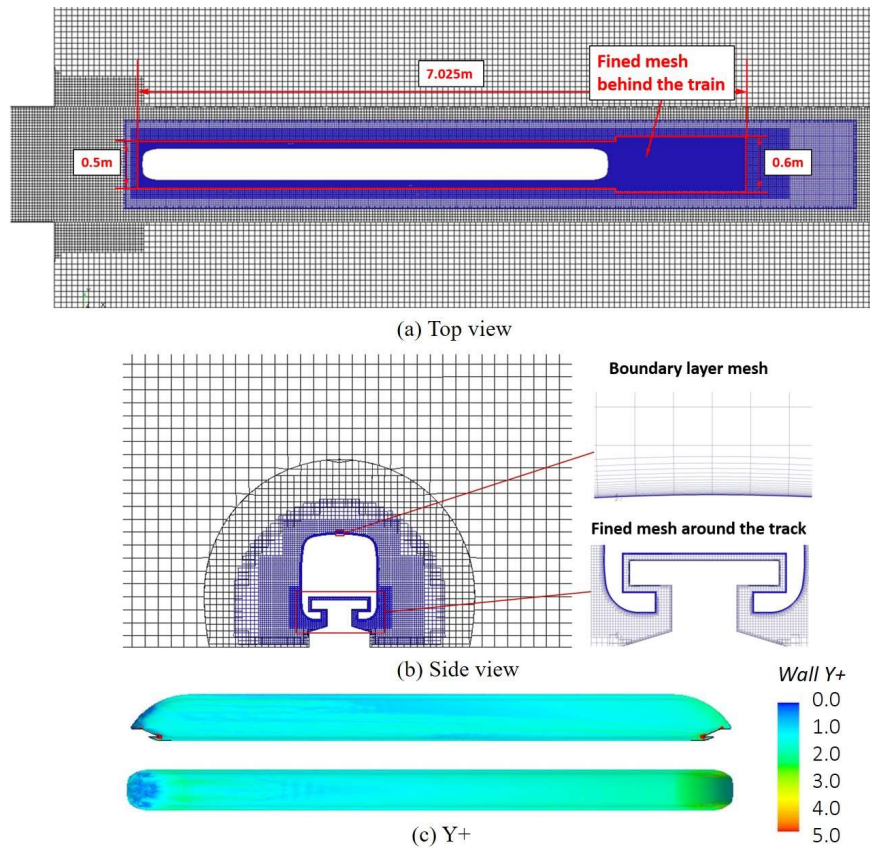 7.025m
Fined mesh
behind the train
0.5m
0.6m
(a) Top view
Boundary layer mesh
Fined mesh around the track
(b) Side view
Wall Y+
0.0
1.0
2.0
3.0
4.0
5.0
(c) Y+